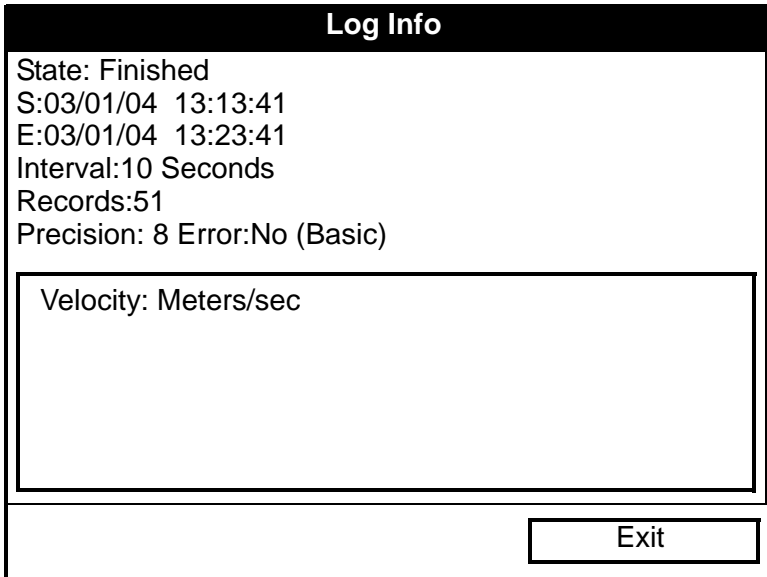 Log Info
State: Finished
S:03/01/04 13:13:41
E:03/01/04 13:23:41
Interval:10 Seconds
Records:51
Precision: 8 Error:No (Basic)
Velocity: Meters/sec
Exit